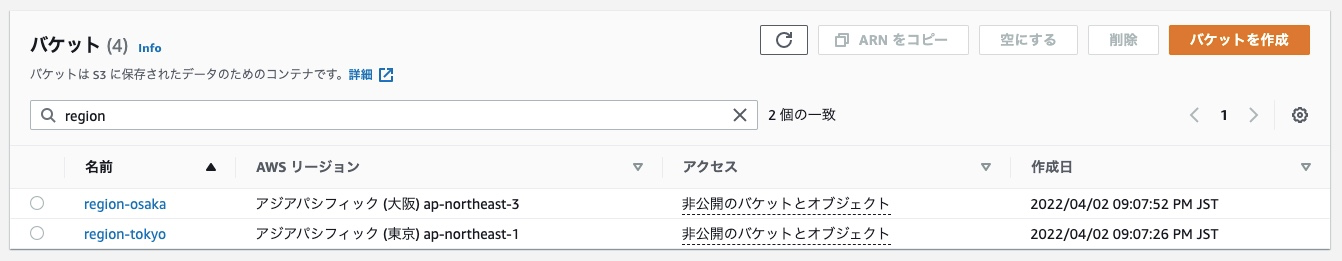 バケット (4) Info
ARN をコピー 空にする 削除 バケットを作成
バケットは S3 に保存されたデータのためのコンテナです。詳細
region 2 個の一致 1
名前 AWS リージョン アクセス 作成日
region-osaka アジアパシフィック (大阪) ap-northeast-3 非公開のバケットとオブジェクト 2022/04/02 09:07:52 PM JST
region-tokyo アジアパシフィック (東京) ap-northeast-1 非公開のバケットとオブジェクト 2022/04/02 09:07:26 PM JST